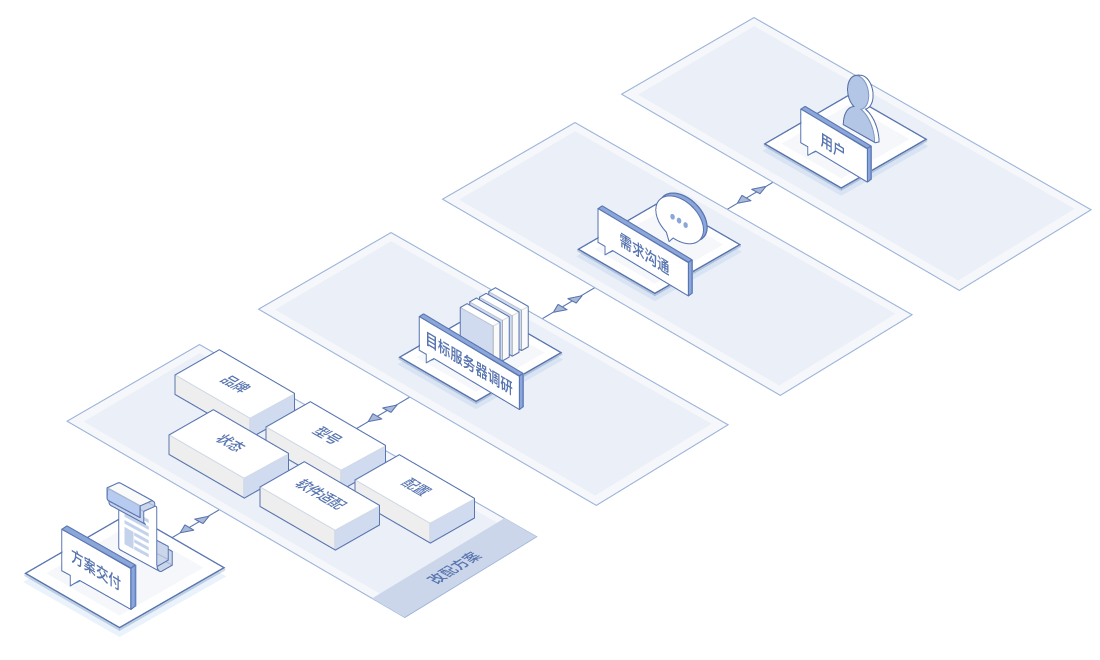 用户
需求沟通
目标服务器调研
品牌
型号
配置
状态
软件适配
改配方案
方案交付